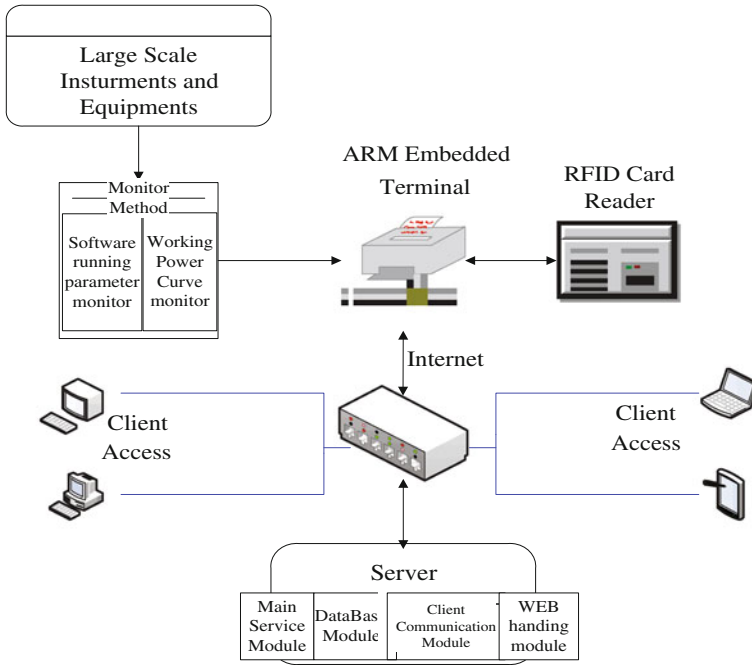 Large Scale
Insturments and
Equipments
ARM Embedded
Terminal
RFID Card
Reader
Monitor
Method
Software
running
parameter
monitor
Working
Power
Curve
monitor
Internet
Client
Access
Client
Access
Server
Main
Service
Module
DataBas
Module
Client
Communication
Module
WEB
handing
module